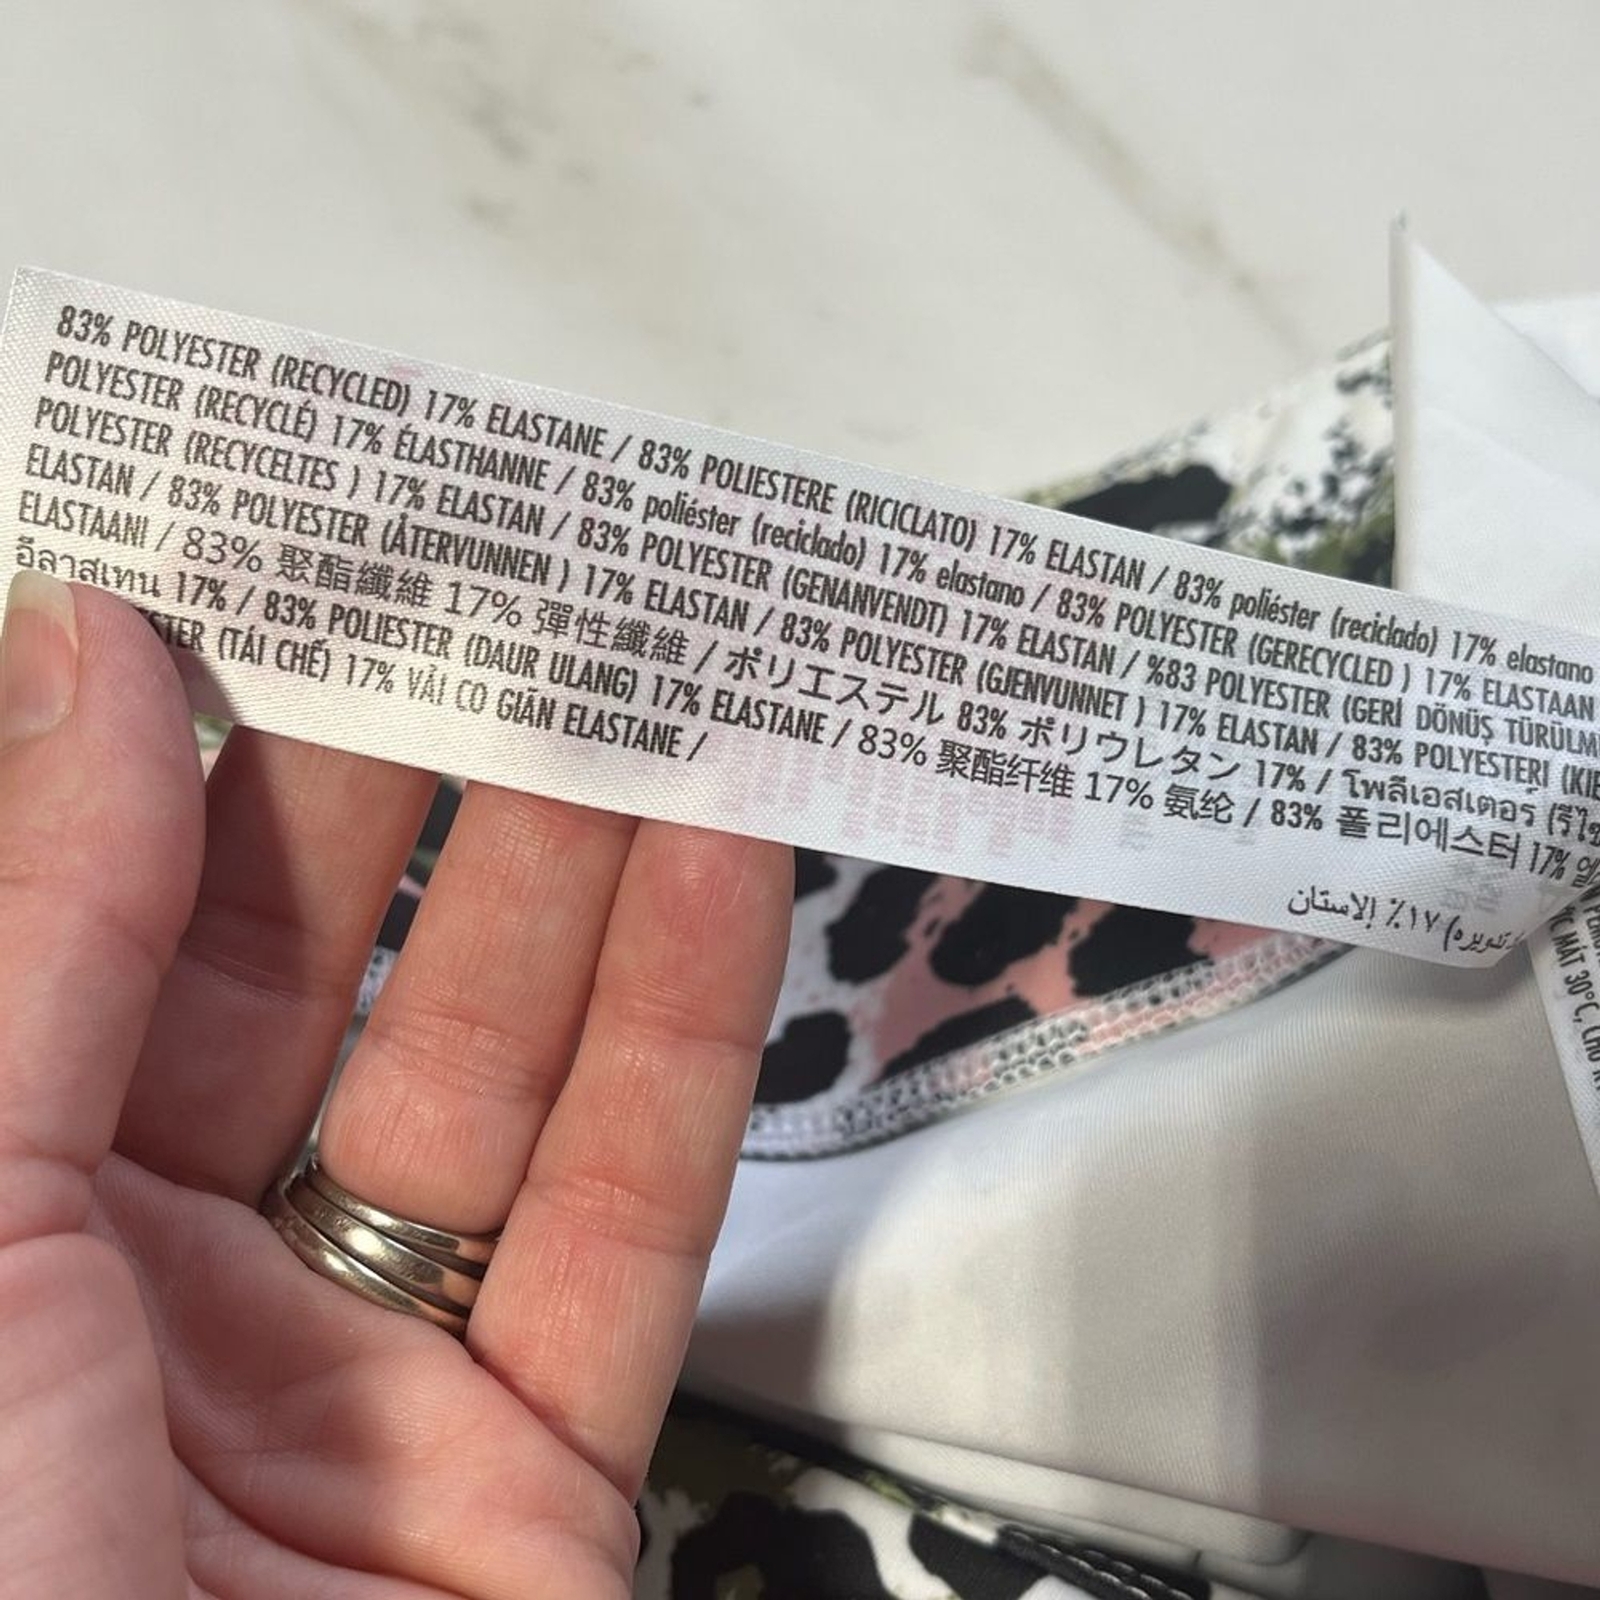 83% POLYESTER (RECYCLED) 17% ELASTANE / 83% POLIESTERE (RICICLATO) 17% ELASTAN / 83% poliéster (reciclado) 17% elastano
POLYESTER (RECYCLÉ) 17% ÉLASTHANNE / 83% poliéster (reciclado) 17% elastano / 83% POLYESTER (GERECYCLED ) 17% ELASTAAN
POLYESTER (RECYCELTES ) 17% ELASTAN / 83% POLYESTER (GENANVENDT) 17% ELASTAN / %83 POLYESTER (GERİ DÖNÜŞ
ELASTAN / 83% POLYESTER (ÅTERVUNNEN ) 17% ELASTAN / 83% POLYESTER (GJENVUNNET ) 17% ELASTAN / 83% POLYESTERI
ELASTAANI / 83% 聚酯纖維 17% 彈性纖維 / ポリエステル 83% ポリウレタン 17% / โพลีเอสเตอร์
อีลาสเทน 17% / 83% POLIESTER (DAUR ULANG) 17% ELASTANE / 83% 聚酯纤维 17% 氨纶 / 83% 폴리에스터 17%
(TÁI CHẾ) 17% VẢI CO GIÃN ELASTANE /
١٧٪ إلاستان
MÁT 30°C,